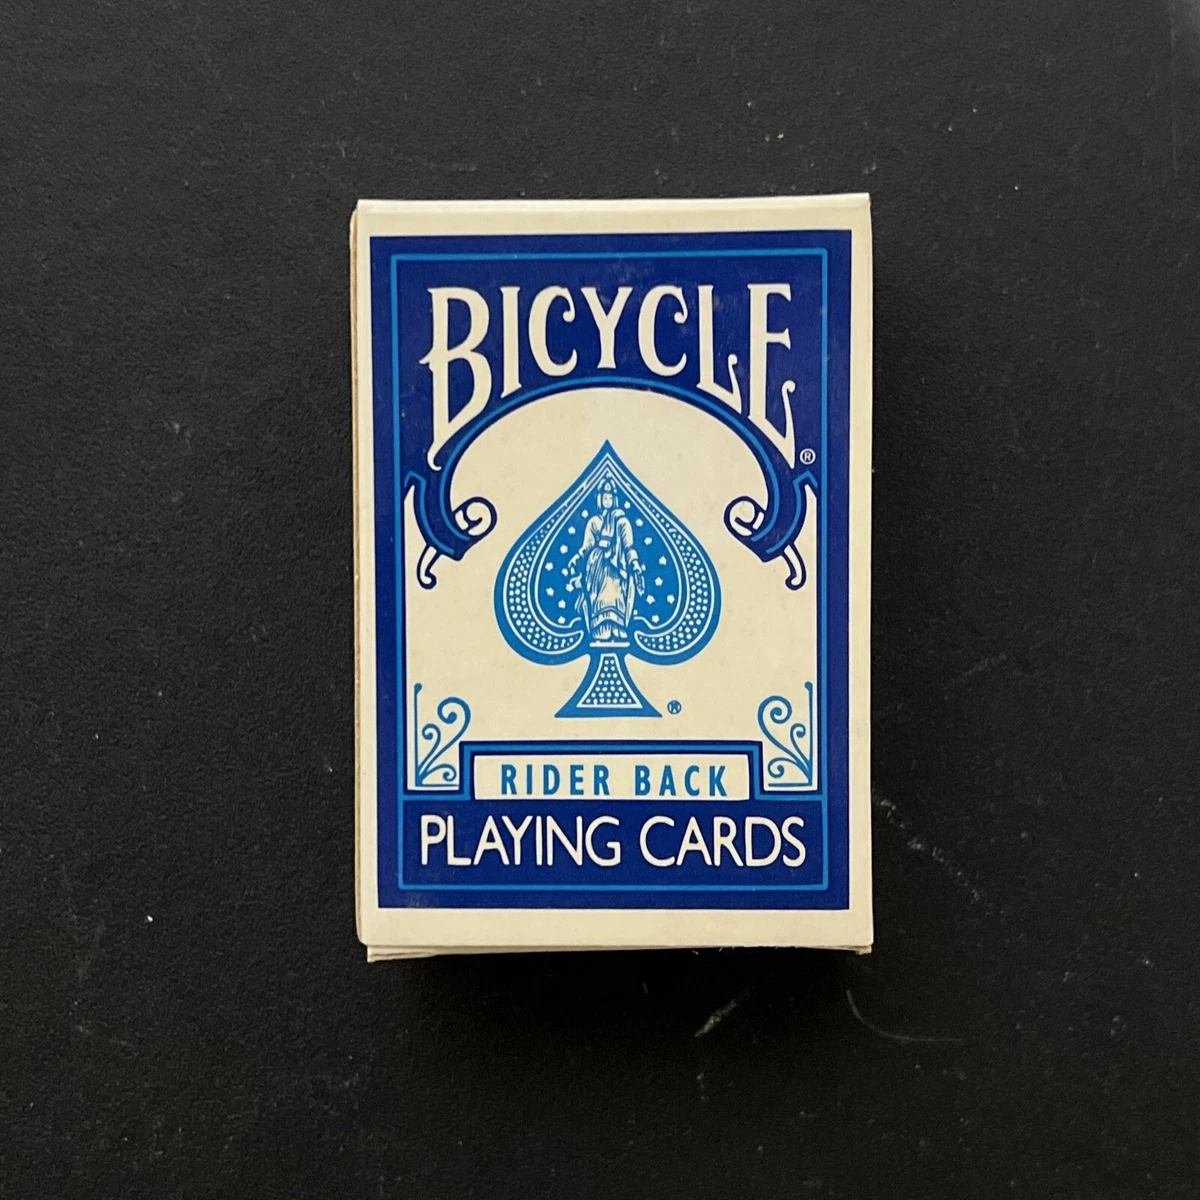 BICYCLE®
®
RIDER BACK
PLAYING CARDS